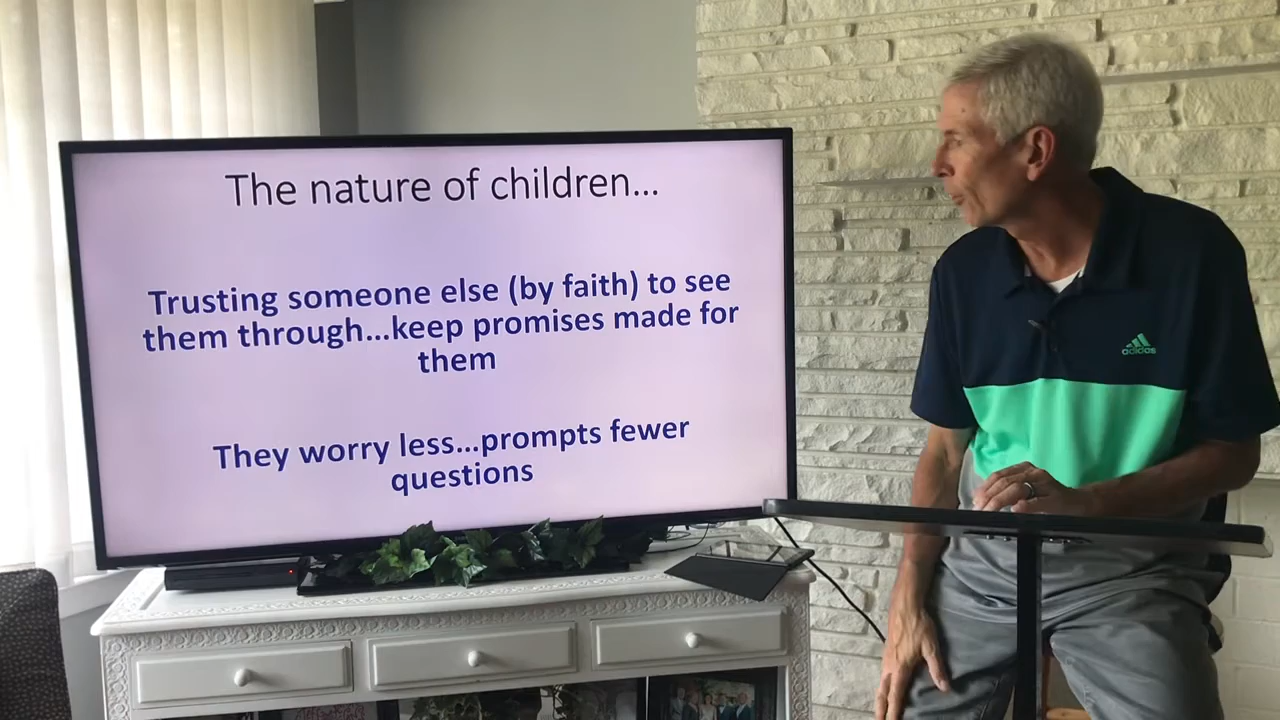 The nature of children...
Trusting someone else (by faith) to see
them through...keep promises made for
them
They worry less...prompts fewer
questions
adidas